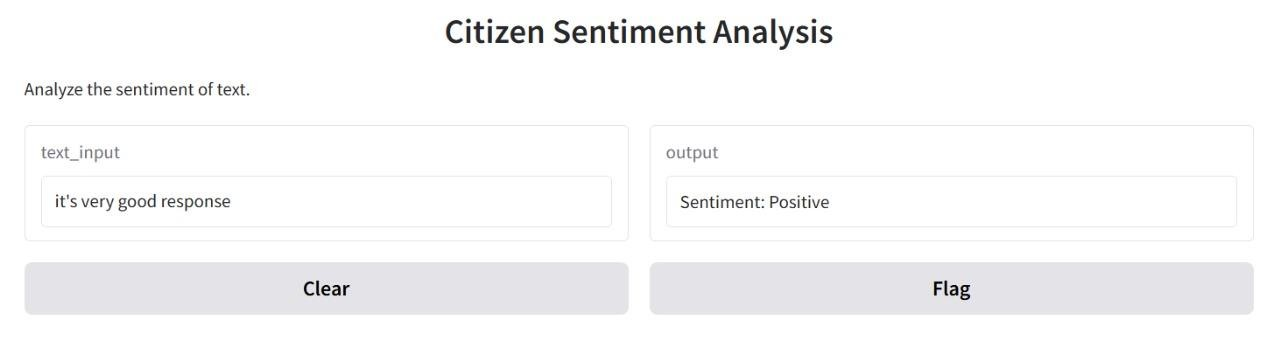 Citizen Sentiment Analysis
Analyze the sentiment of text.
text_input
it's very good response
output
Sentiment: Positive
Clear
Flag